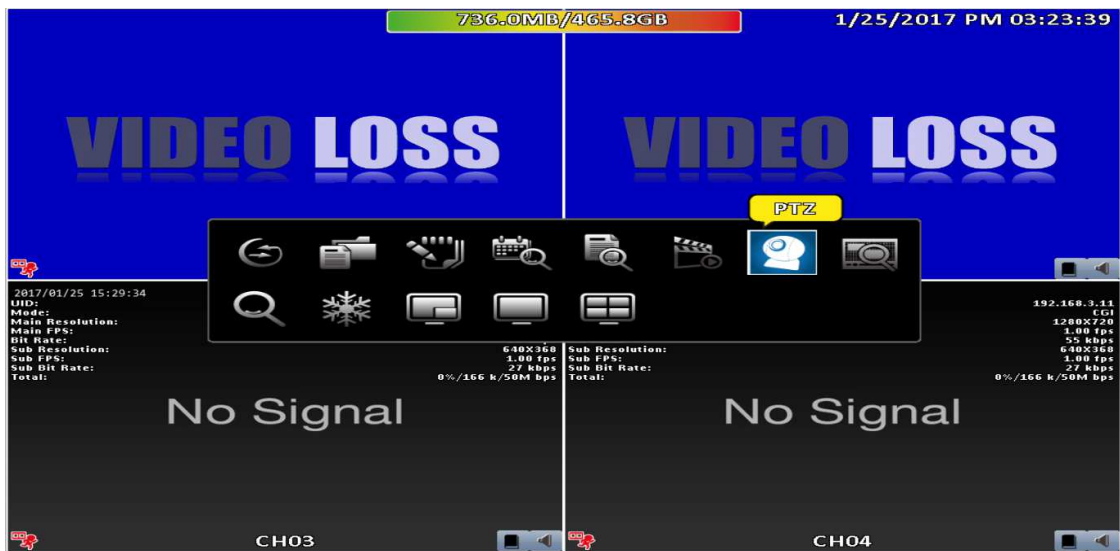 736.0MB/465.8GB
1/25/2017 PM 03:23:39
VIDEO LOSS
VIDEO LOSS
PTZ
2017/01/25 15:29:34
UID:
Mode:
Main Resolution:
Main FPS:
Bit Rate:
Sub Resolution: 640X368
Sub FPS: 1.00 fps
Sub Bit Rate: 27 kbps
Total: 0%/166 k/50M bps
No Signal
CH03
192.168.3.11
CGI
1280X720
1.00 fps
55 kbps
Sub Resolution: 640X368
Sub FPS: 1.00 fps
Sub Bit Rate: 27 kbps
Total: 0%/166 k/50M bps
No Signal
CH04